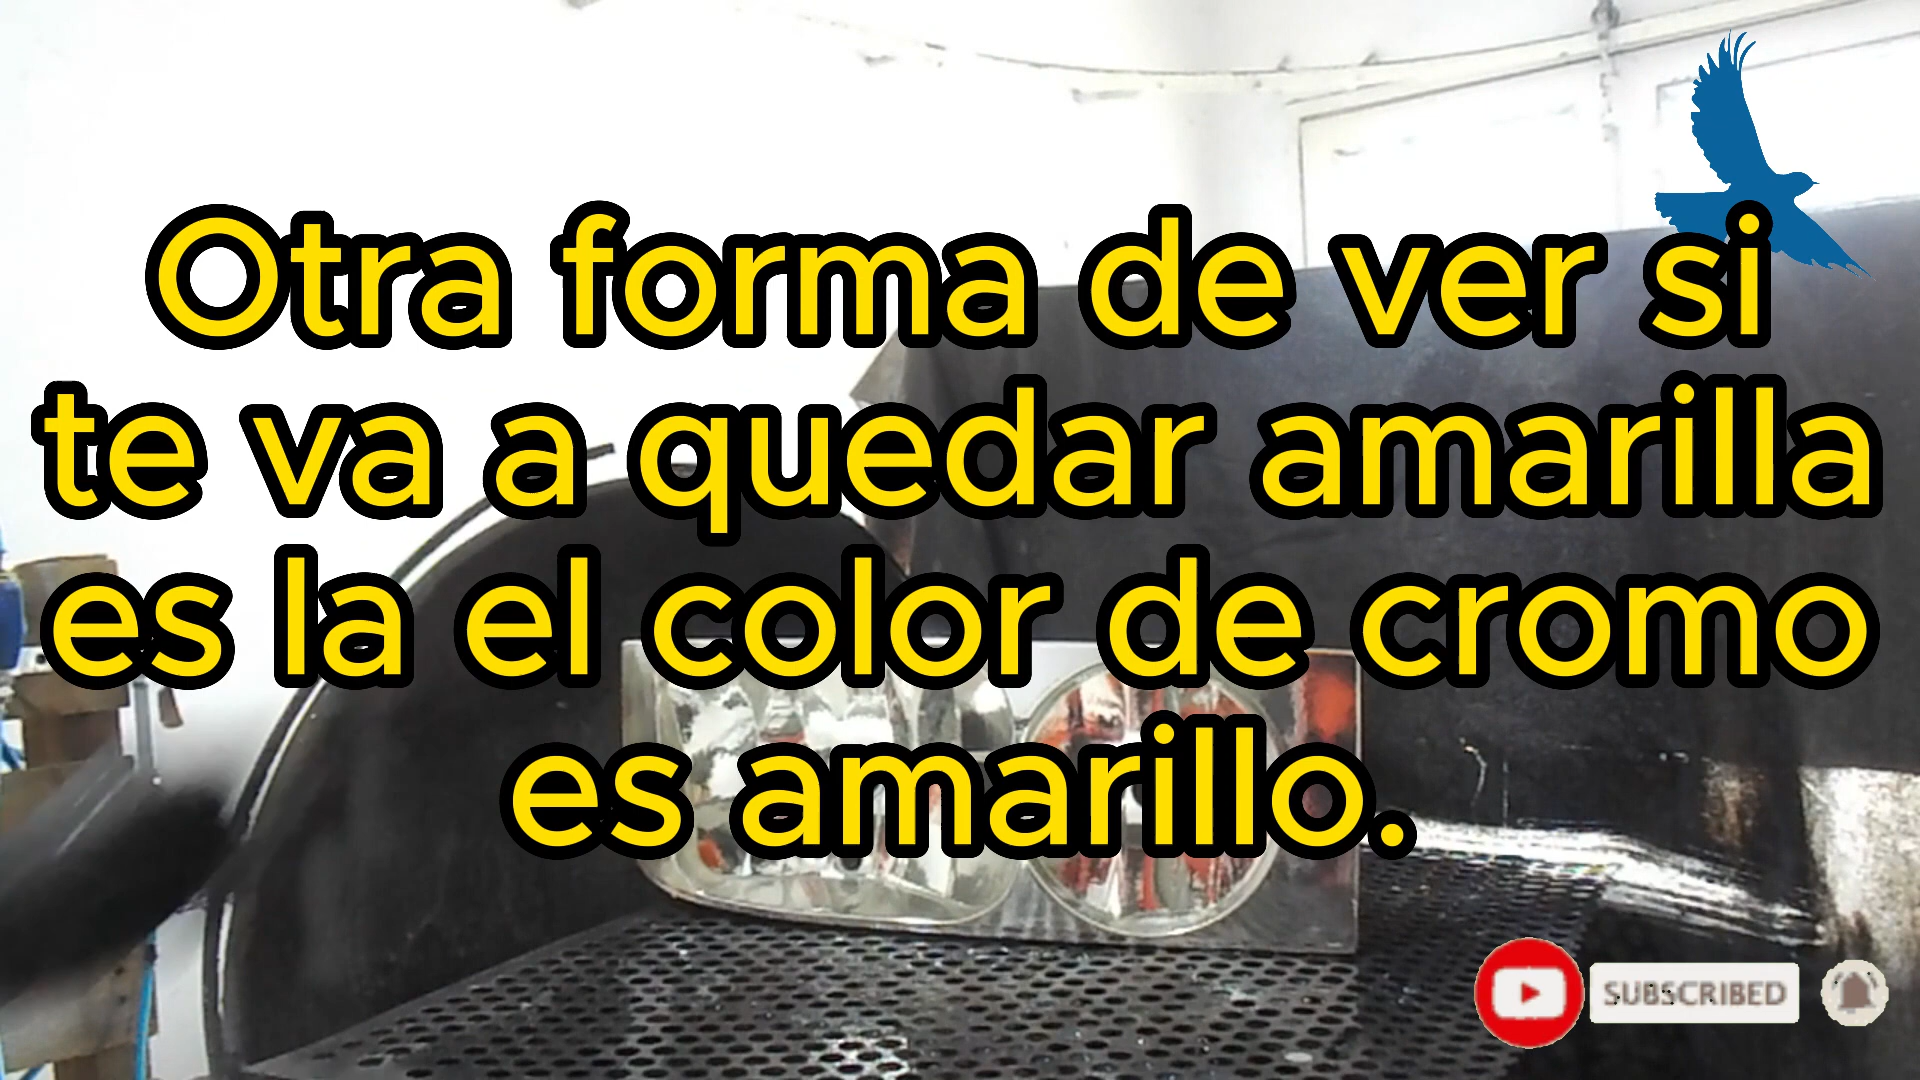 Otra forma de ver si
te va a quedar amarilla
es la el color de cromo
es amarillo.
SUBSCRIBED